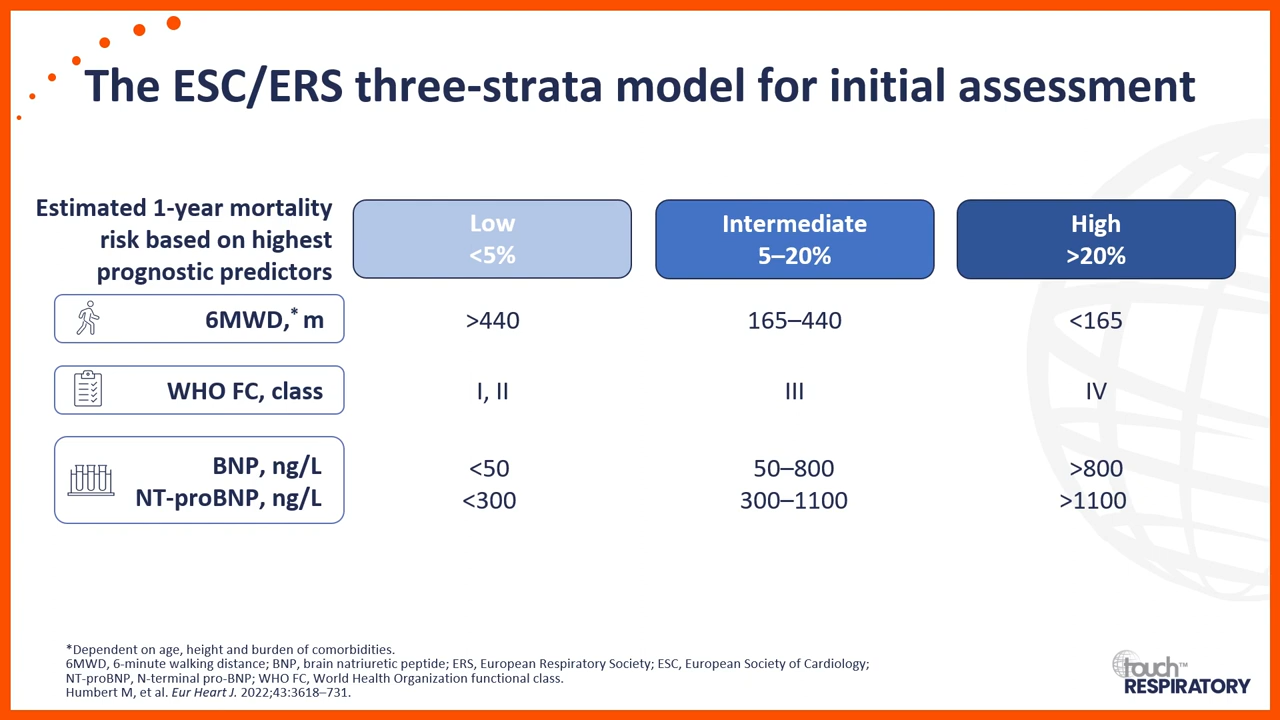 The ESC/ERS three-strata model for initial assessment
Estimated 1-year mortality
risk based on highest
prognostic predictors
Low
<5%
Intermediate
5–20%
High
>20%
6MWD,* m
>440
165–440
<165
WHO FC, class
I, II
III
IV
BNP, ng/L
<50
50–800
>800
NT-proBNP, ng/L
<300
300–1100
>1100
*Dependent on age, height and burden of comorbidities.
6MWD, 6-minute walking distance; BNP, brain natriuretic peptide; ERS, European Respiratory Society; ESC, European Society of Cardiology;
NT-proBNP, N-terminal pro-BNP; WHO FC, World Health Organization functional class.
Humbert M, et al. Eur Heart J. 2022;43:3618–731.
touch™
RESPIRATORY